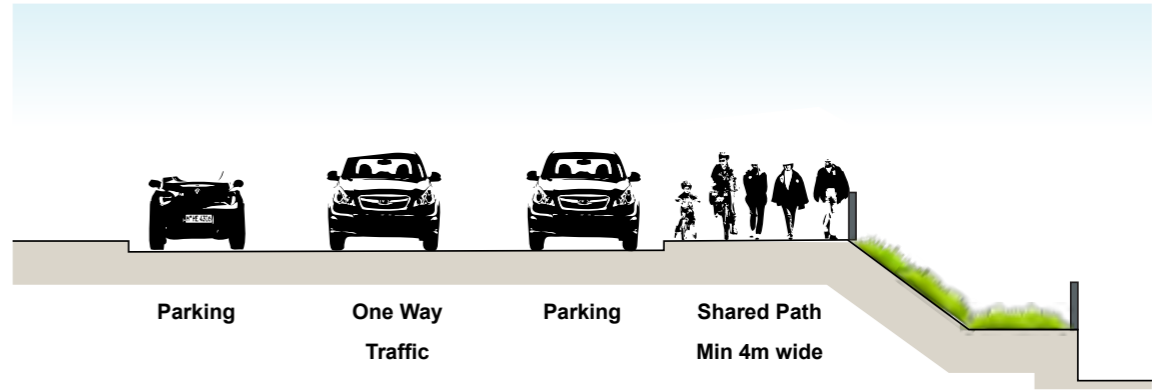 Parking
One Way
Traffic
Parking
Shared Path
Min 4m wide